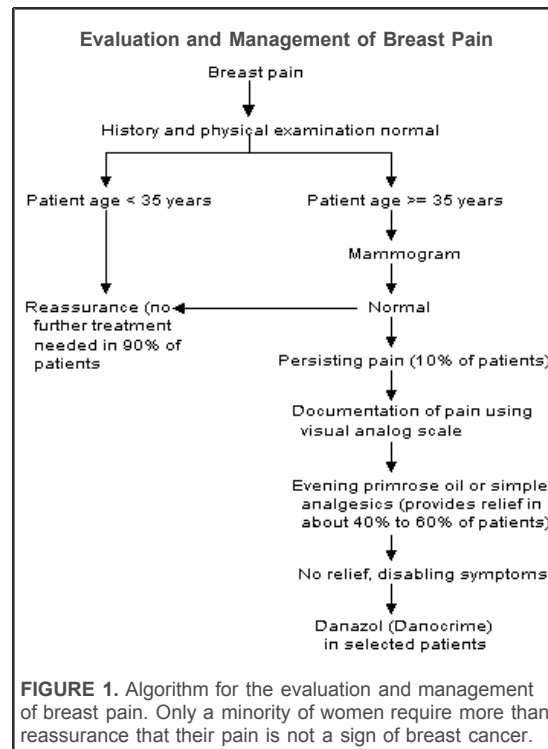 Evaluation and Management of Breast Pain
Breast pain
History and physical examination normal
Patient age < 35 years
Patient age >= 35 years
Mammogram
Reassurance (no
further treatment
needed in 90% of
patients
Normal
Persisting pain (10% of patients)
Documentation of pain using
visual analog scale
Evening primrose oil or simple
analgesics (provides relief in
about 40% to 60% of patients)
No relief, disabling symptoms
Danazol (Danocrime)
in selected patients
FIGURE 1. Algorithm for the evaluation and management
of breast pain. Only a minority of women require more than
reassurance that their pain is not a sign of breast cancer.